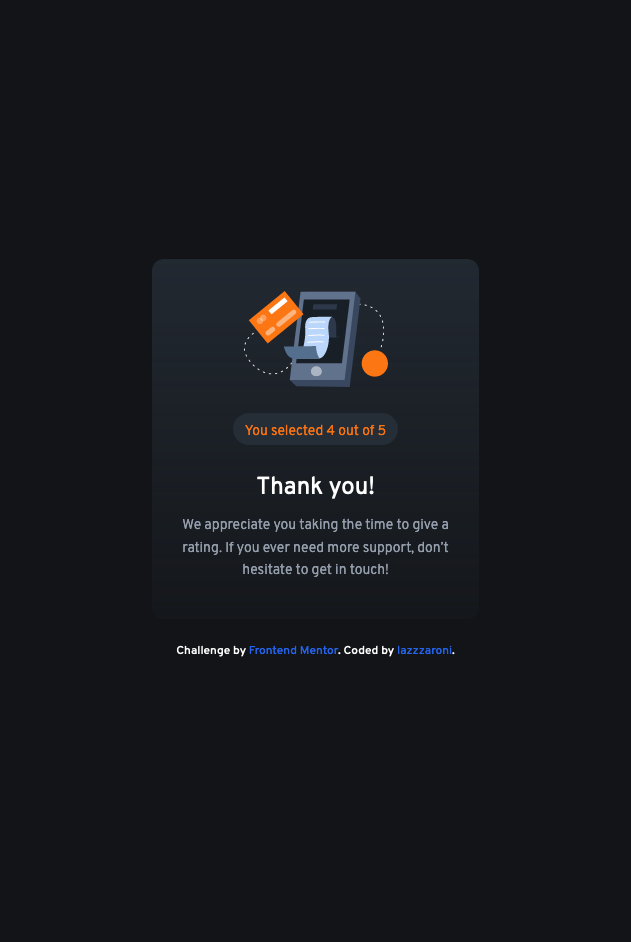 You selected 4 out of 5
Thank you!
We appreciate you taking the time to give a
rating. If you ever need more support, don't
hesitate to get in touch!
Challenge by Frontend Mentor. Coded by lazzzaroni.